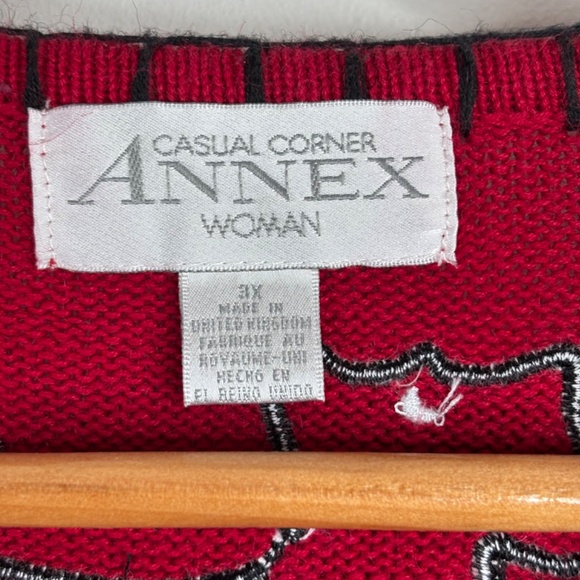 CASUAL CORNER
ANNEX
WOMAN
3X
MADE IN
UNITED KINGDOM
FABRIQUE AU
ROYAUME-UNI
HECHO EN
EL REINO UNIDO